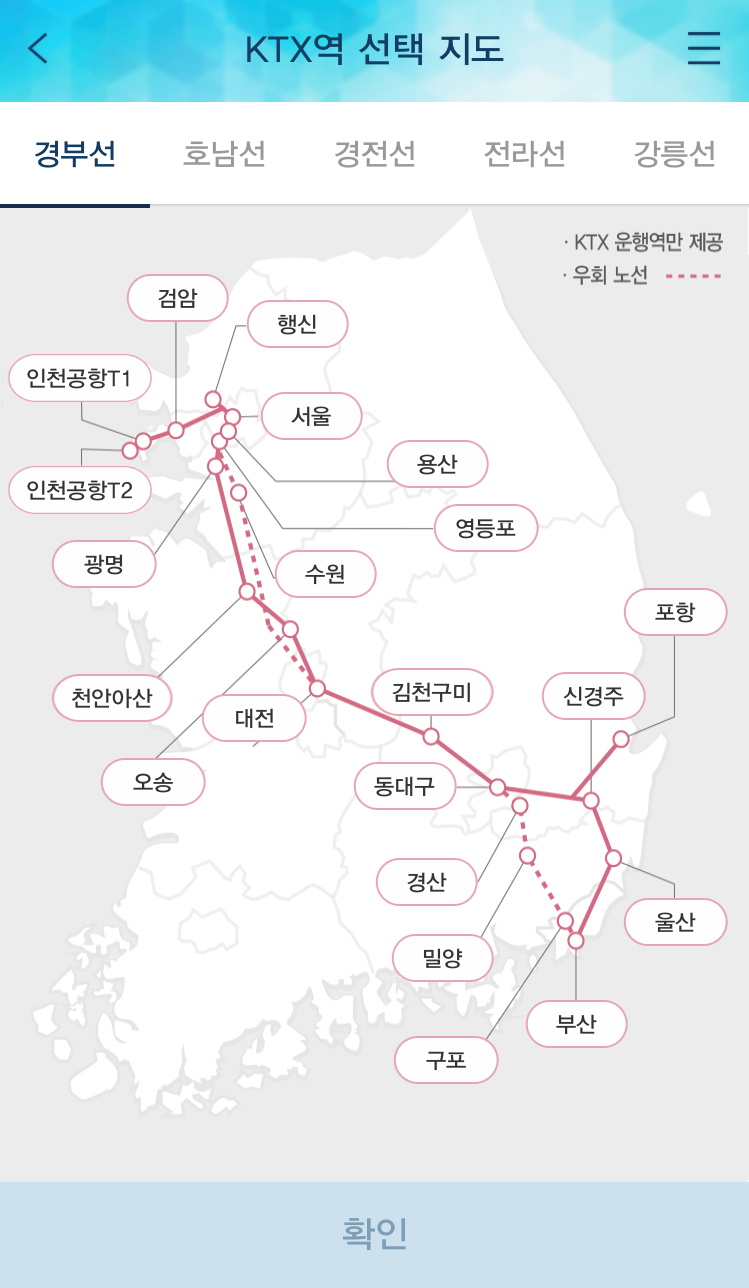 KTX역 선택 지도
경부선 호남선 경전선 전라선 강릉선
· KTX 운행역만 제공
· 우회 노선
검암
행신
인천공항T1
서울
용산
인천공항T2
영등포
광명
수원
포항
천안아산
김천구미
신경주
대전
오송
동대구
경산
울산
밀양
부산
구포
확인